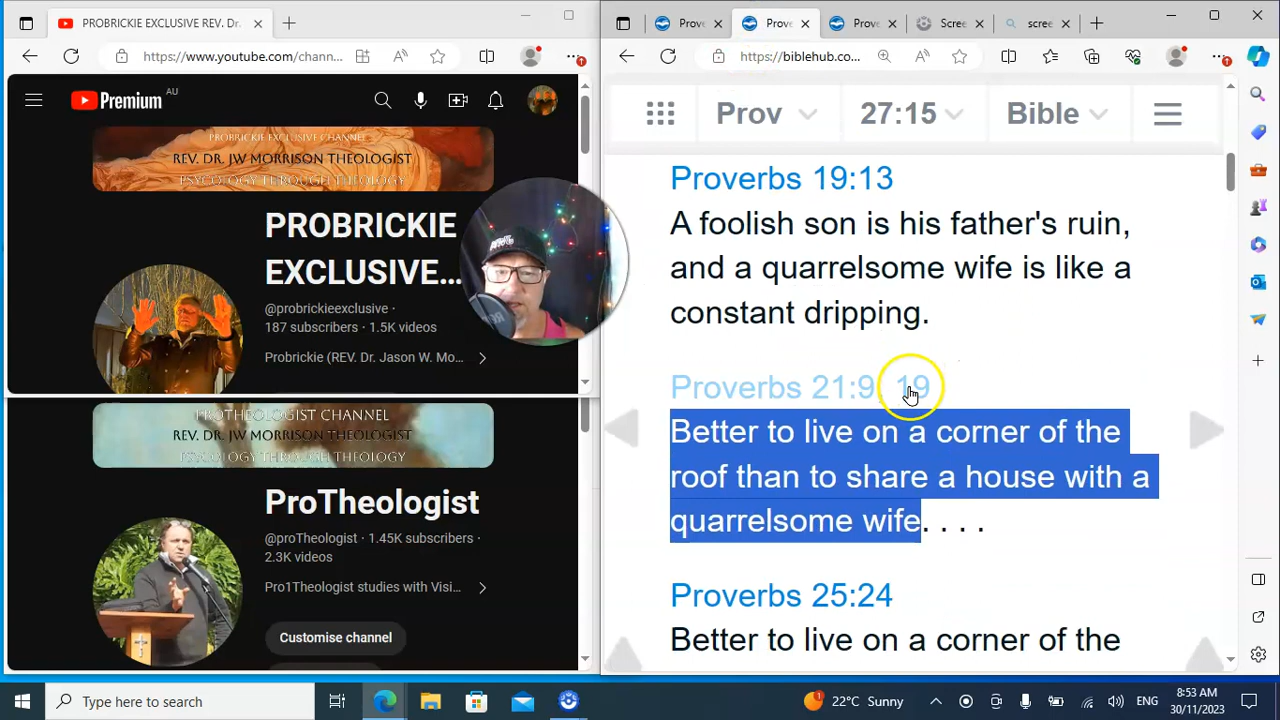 PROBRICKIE EXCLUSIVE REV. Dr.
https://www.youtube.com/chann...
Premium
AU
PROBRICKIE EXCLUSIVE CHANNEL
REV. DR. JW MORRISON THEOLOGIST
PSYCOLOGY THROUGH THEOLOGY
PROBRICKIE
EXCLUSIVE...
@probrickieexclusive ·
187 subscribers · 1.5K videos
Probrickie (REV. Dr. Jason W. Mo...
PROTHEOLOGIST CHANNEL
REV. DR. JW MORRISON THEOLOGIST
PSYCOLOGY THROUGH THEOLOGY
ProTheologist
@proTheologist · 1.45K subscribers ·
2.3K videos
Pro1Theologist studies with Visi...
Customise channel
Prove
Prove
Prove
Scree
scree
https://biblehub.co...
Prov
27:15
Bible
Proverbs 19:13
A foolish son is his father's ruin,
and a quarrelsome wife is like a
constant dripping.
Proverbs 21:9, 19
Better to live on a corner of the
roof than to share a house with a
quarrelsome wife. . . .
Proverbs 25:24
Better to live on a corner of the
Type here to search
22°C Sunny
ENG
8:53 AM
30/11/2023